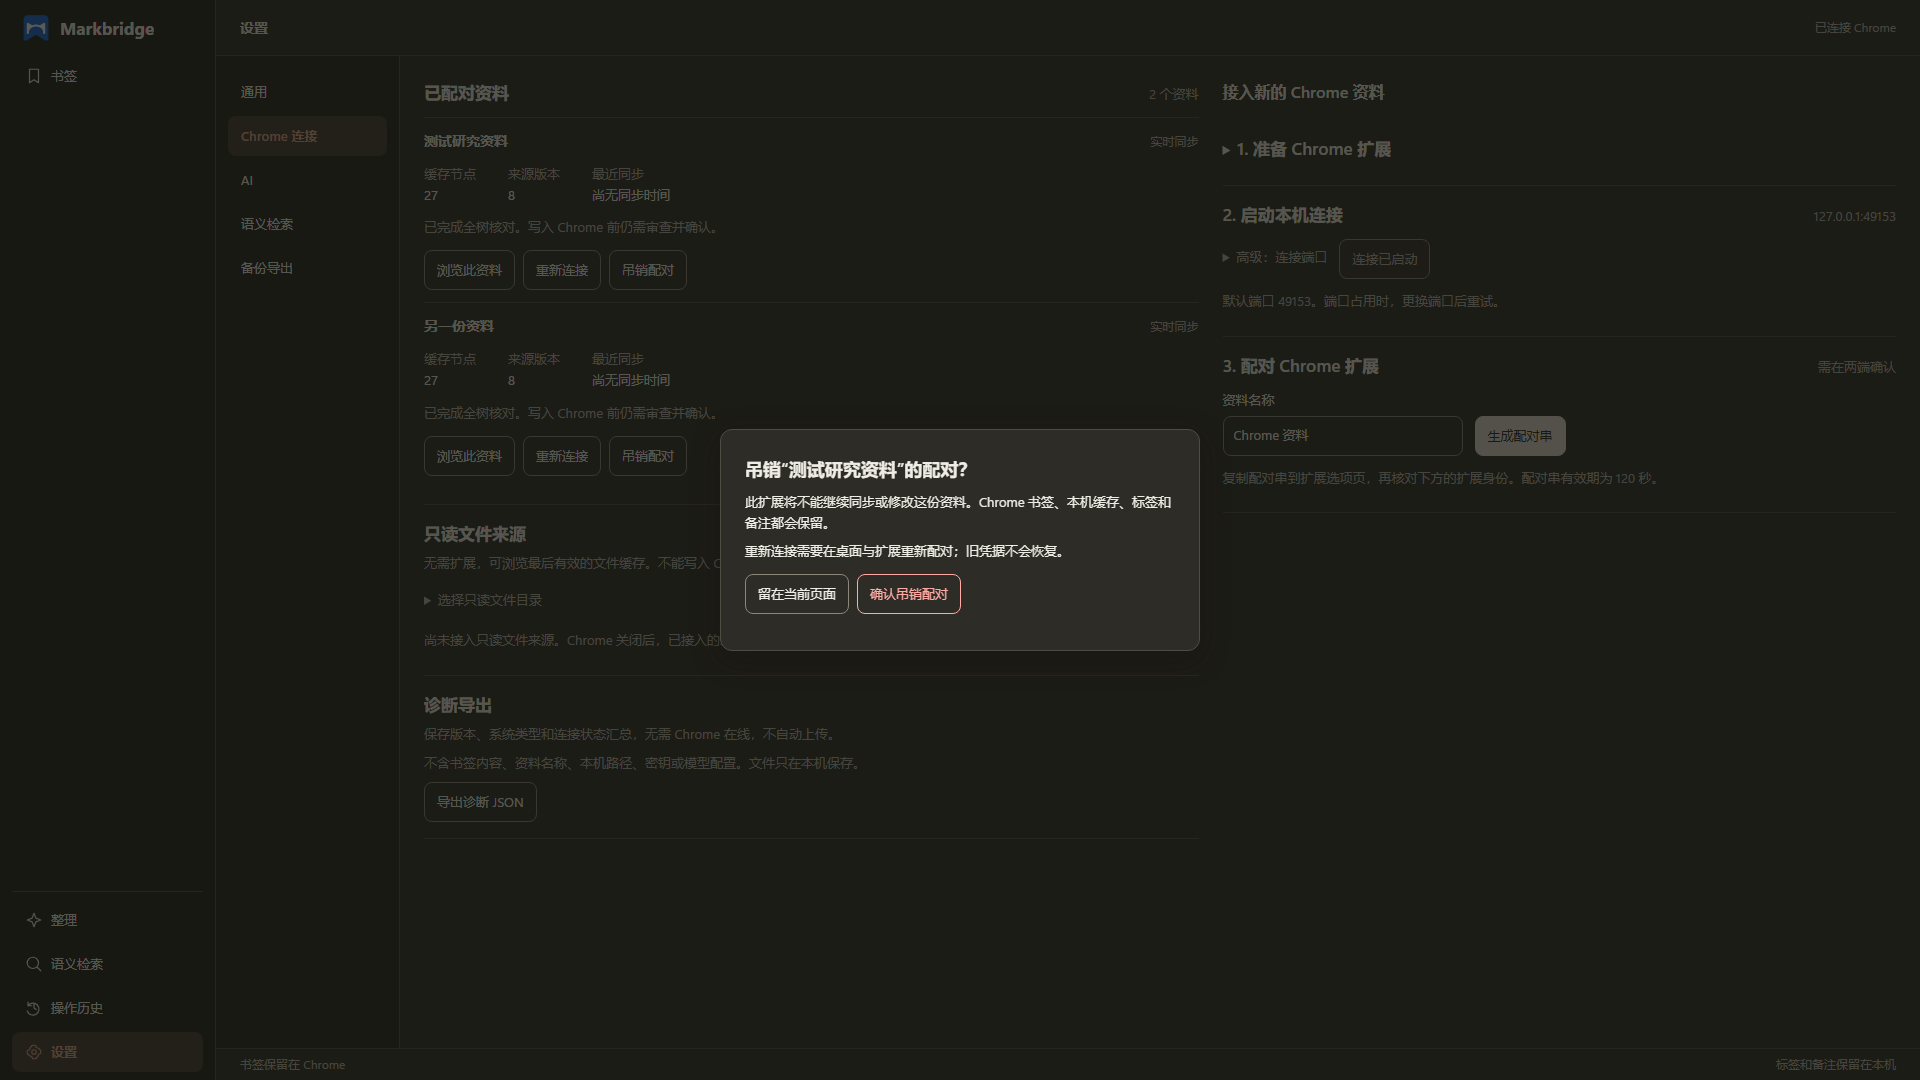 Markbridge
书签
整理
语义检索
操作历史
设置
设置
已连接 Chrome
通用
Chrome 连接
AI
语义检索
备份导出
已配对资料
2 个资料
测试研究资料
实时同步
缓存节点
来源版本
最近同步
27
8
尚无同步时间
已完成全树核对。写入 Chrome 前仍需审查并确认。
浏览此资料
重新连接
吊销配对
另一份资料
实时同步
缓存节点
来源版本
最近同步
27
8
尚无同步时间
已完成全树核对。写入 Chrome 前仍需审查并确认。
浏览此资料
重新连接
吊销配对
只读文件来源
无需扩展，可浏览最后有效的文件缓存。不能写入 C
选择只读文件目录
尚未接入只读文件来源。Chrome 关闭后，已接入的
诊断导出
保存版本、系统类型和连接状态汇总，无需 Chrome 在线，不自动上传。
不含书签内容、资料名称、本机路径、密钥或模型配置。文件只在本机保存。
导出诊断 JSON
接入新的 Chrome 资料
1. 准备 Chrome 扩展
2. 启动本机连接
127.0.0.1:49153
高级：连接端口
连接已启动
默认端口 49153。端口占用时，更换端口后重试。
3. 配对 Chrome 扩展
需在两端确认
资料名称
Chrome 资料
生成配对串
复制配对串到扩展选项页，再核对下方的扩展身份。配对串有效期为 120 秒。
吊销“测试研究资料”的配对？
此扩展将不能继续同步或修改这份资料。Chrome 书签、本机缓存、标签和
备注都会保留。
重新连接需要在桌面与扩展重新配对；旧凭据不会恢复。
留在当前页面
确认吊销配对
书签保留在 Chrome
标签和备注保留在本机